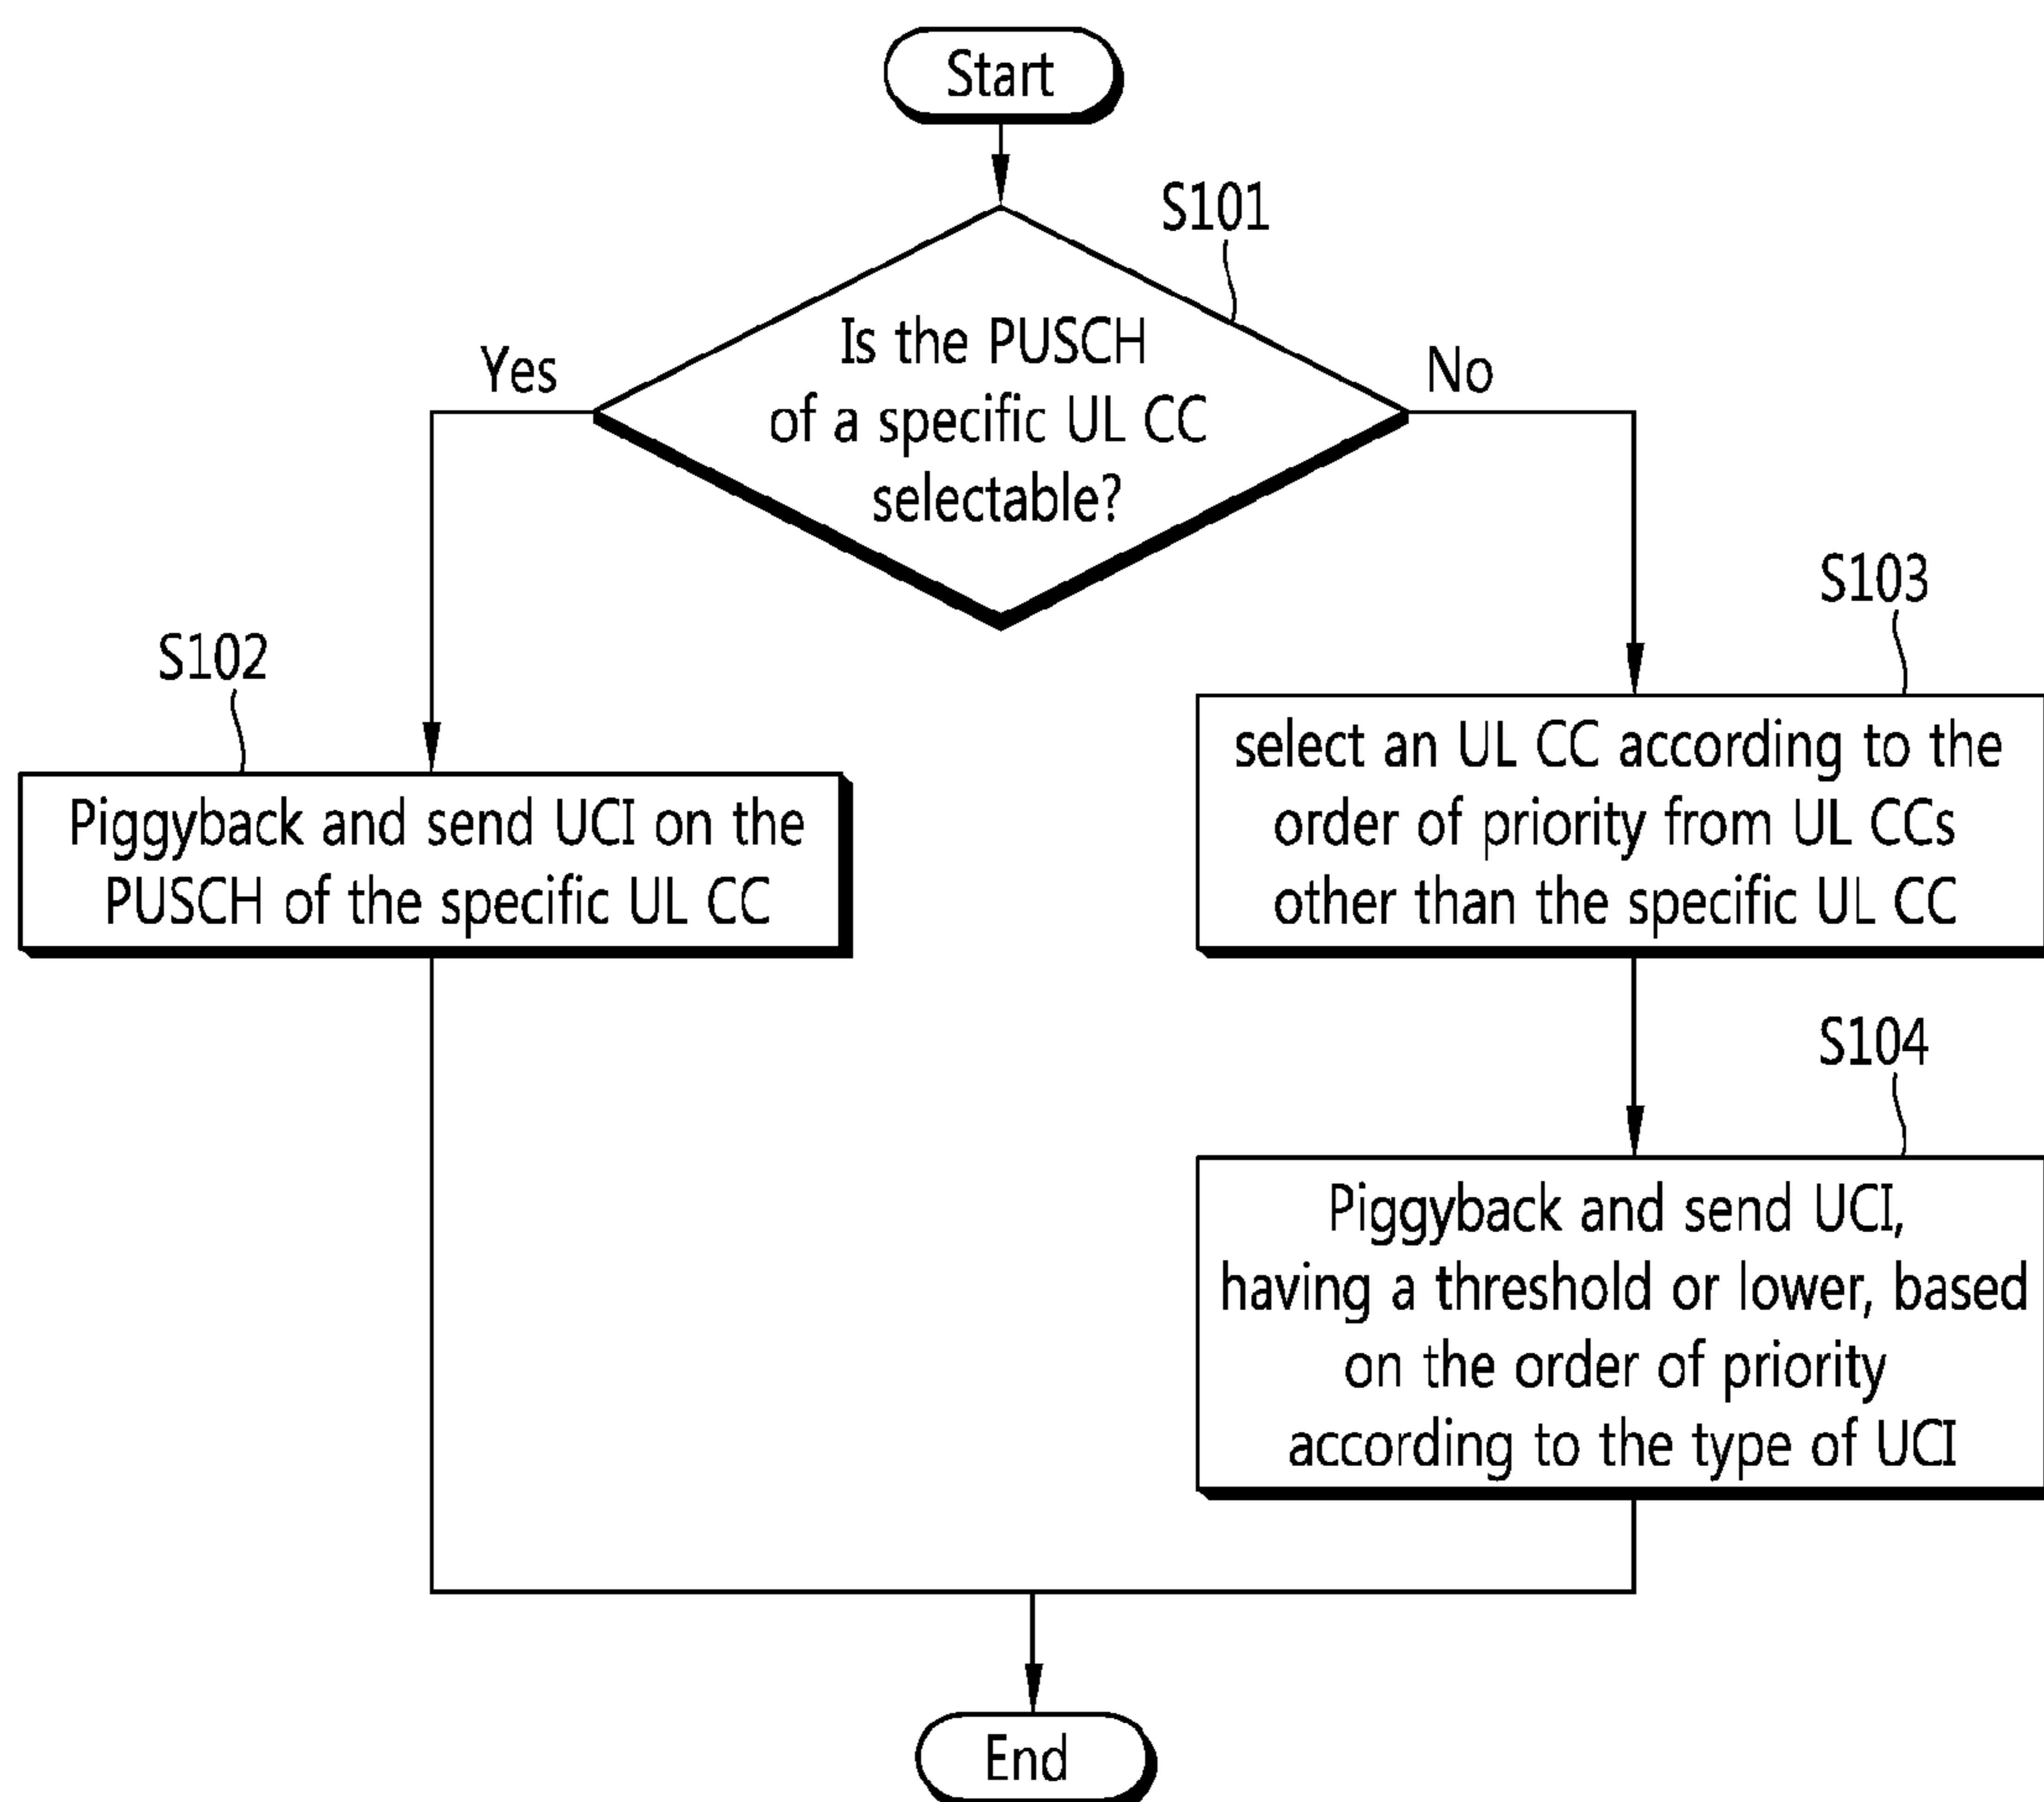 Start
S101
Is the PUSCH
of a specific UL CC
selectable?
Yes
No
S102
Piggyback and send UCI on the
PUSCH of the specific UL CC
S103
select an UL CC according to the
order of priority from UL CCs
other than the specific UL CC
S104
Piggyback and send UCI,
having a threshold or lower, based
on the order of priority
according to the type of UCI
End